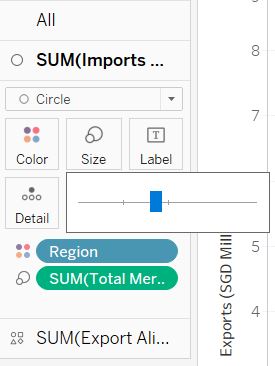 All
SUM(Imports ...
Circle
Color
Size
Label
T
Detail
Region
SUM(Total Mer..
SUM(Export Ali...
8
7
5
4
Exports (SGD Mill